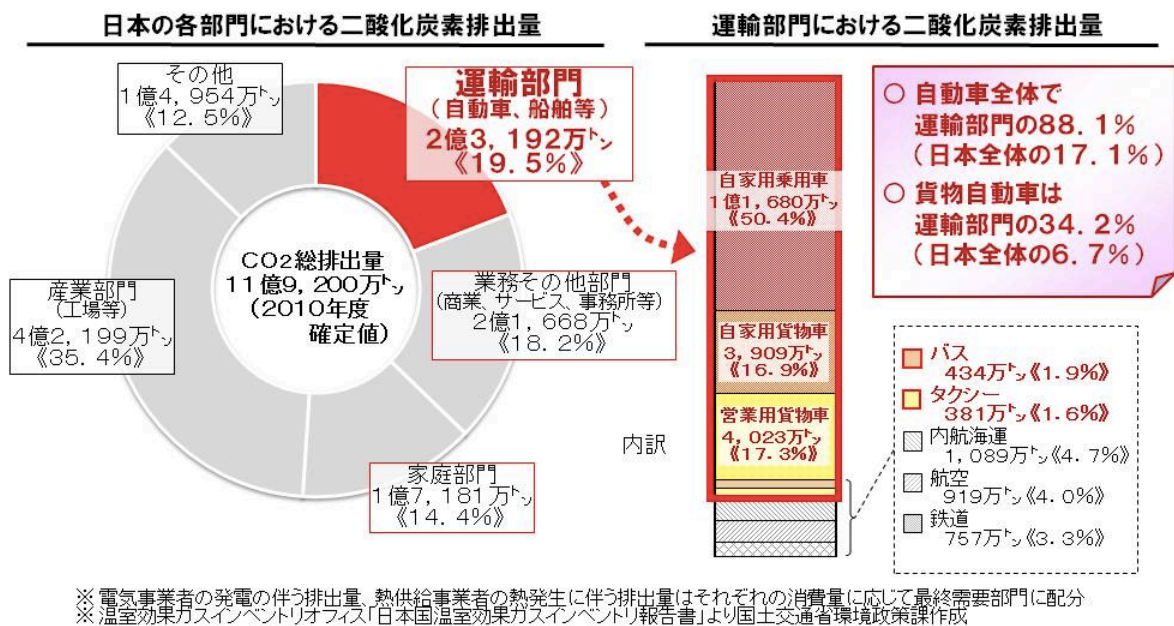 日本の各部門における二酸化炭素排出量
運輸部門における二酸化炭素排出量
その他
1億4,954万㌧
《12.5%》
運輸部門
(自動車、船舶等)
2億3,192万㌧
《19.5%》
CO2総排出量
11億9,200万㌧
(2010年度
確定値)
産業部門
(工場等)
4億2,199万㌧
《35.4%》
業務その他部門
(商業、サービス、事務所等)
2億1,668万㌧
《18.2%》
家庭部門
1億7,181万㌧
《14.4%》
自家用乗用車
1億1,680万㌧
《50.4%》
自家用貨物車
3,909万㌧
《16.9%》
営業用貨物車
4,023万㌧
《17.3%》
内訳
○ 自動車全体で
運輸部門の88.1%
(日本全体の17.1%)
○ 貨物自動車は
運輸部門の34.2%
(日本全体の6.7%)
バス
434万㌧《1.9%》
タクシー
381万㌧《1.6%》
内航海運
1,089万㌧《4.7%》
航空
919万㌧《4.0%》
鉄道
757万㌧《3.3%》
※ 電気事業者の発電の伴う排出量、熱供給事業者の熱発生に伴う排出量はそれぞれの消費量に応じて最終需要部門に配分
※ 温室効果ガスインベントリオフィス「日本国温室効果ガスインベントリ報告書」より国土交通省環境政策課作成